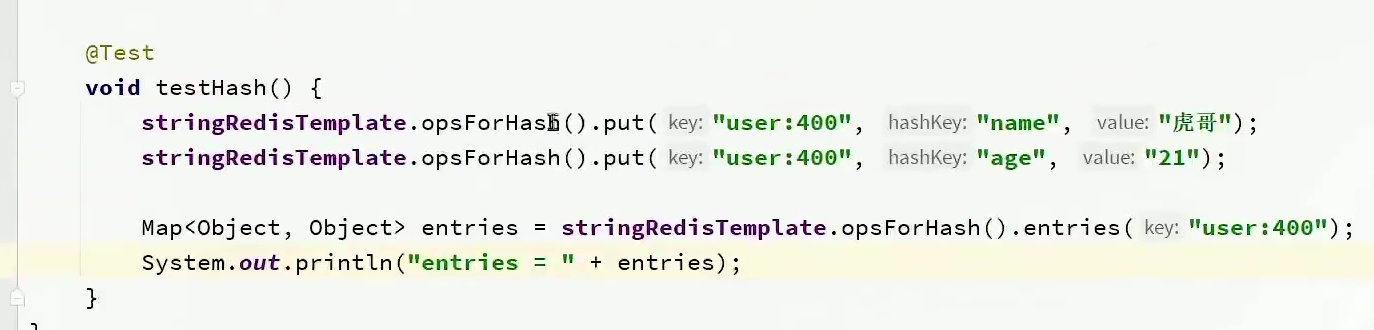 @Test
void testHash() {
stringRedisTemplate.opsForHash().put( key: "user:400", hashKey: "name", value: "虎哥");
stringRedisTemplate.opsForHash().put( key: "user:400", hashKey: "age", value: "21");
Map<Object, Object> entries = stringRedisTemplate.opsForHash().entries( key: "user:400");
System.out.println("entries = " + entries);
}
}